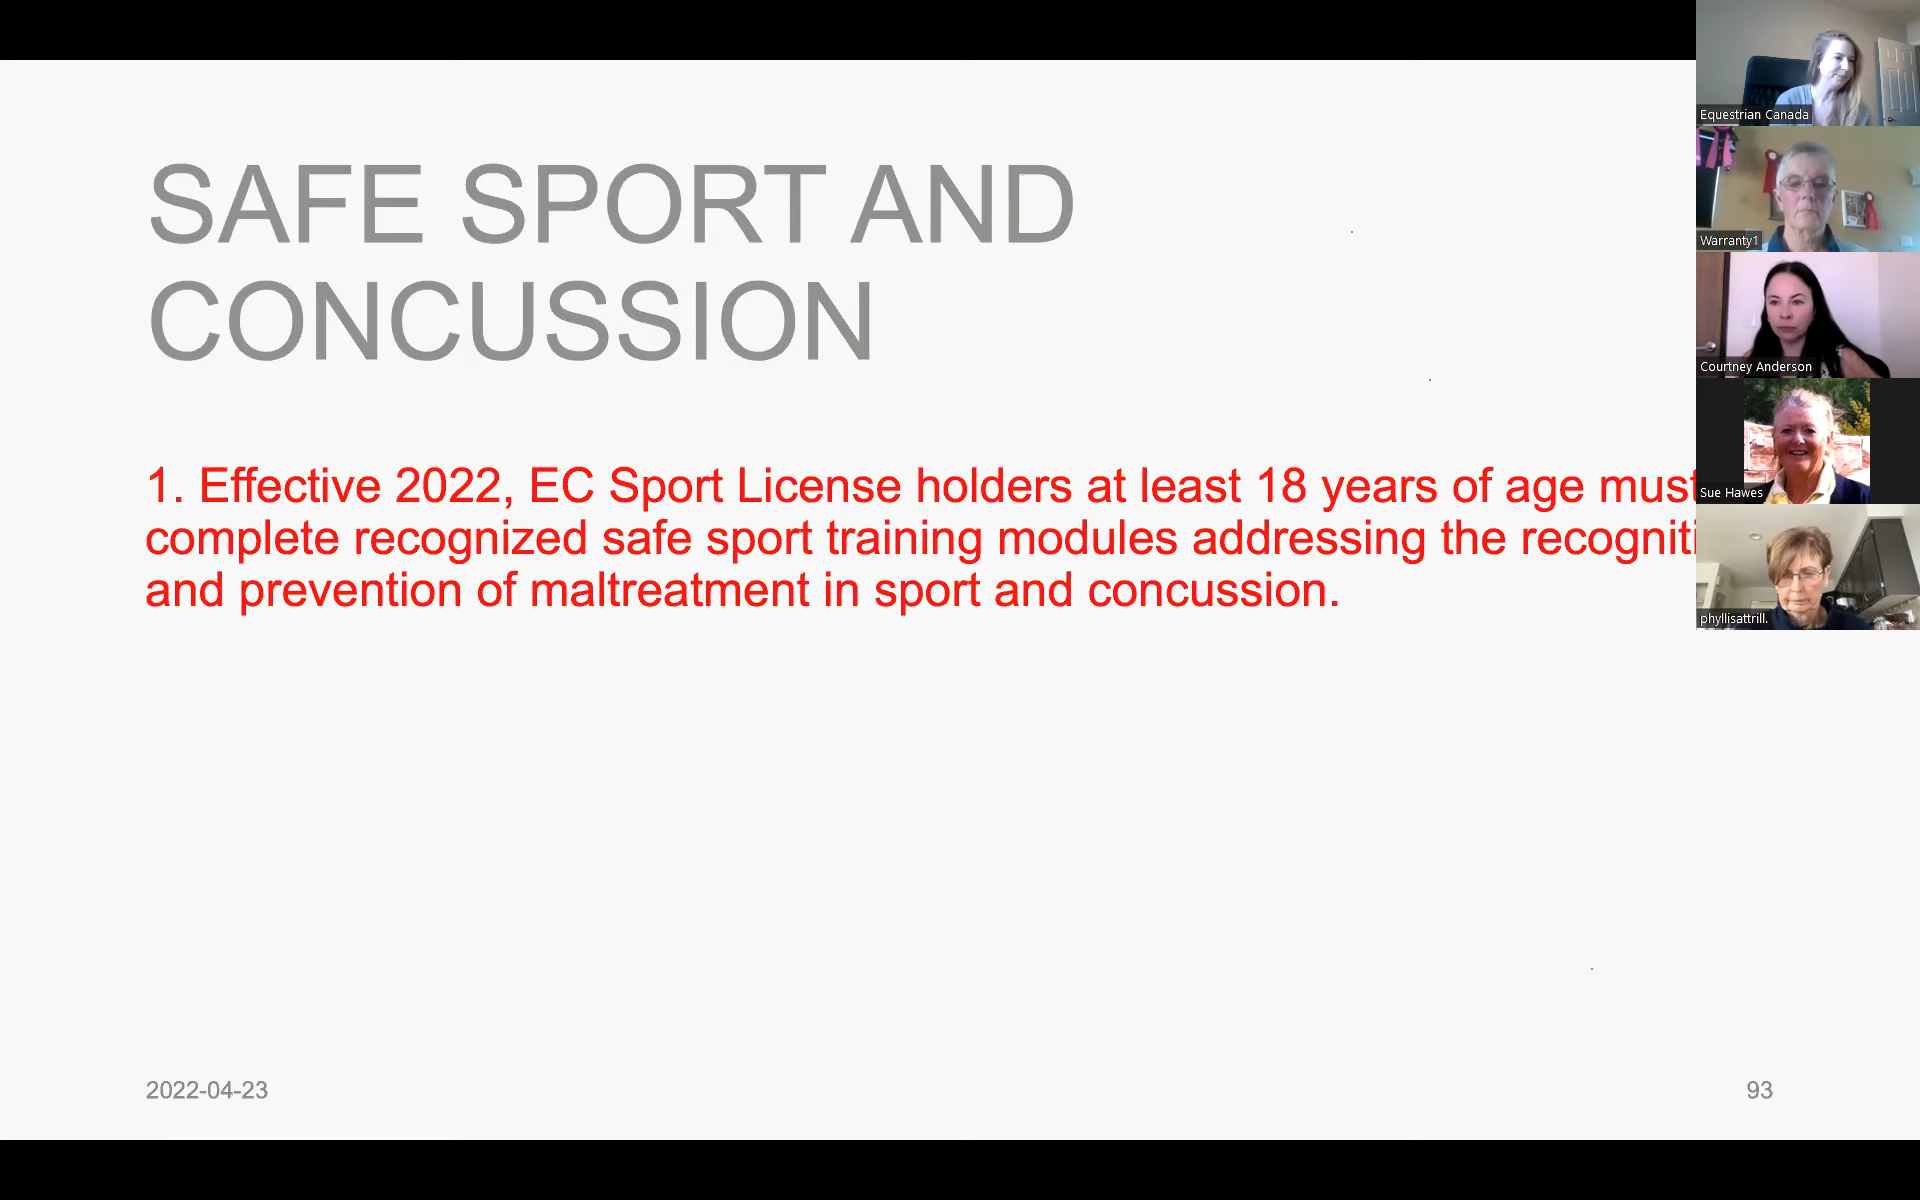 SAFE SPORT AND
CONCUSSION
1. Effective 2022, EC Sport License holders at least 18 years of age must
complete recognized safe sport training modules addressing the
and prevention of maltreatment in sport and concussion.
2022-04-23
93
Equestrian Canada
Warranty1
Courtney Anderson
Sue Hawes
phyllisattrill.